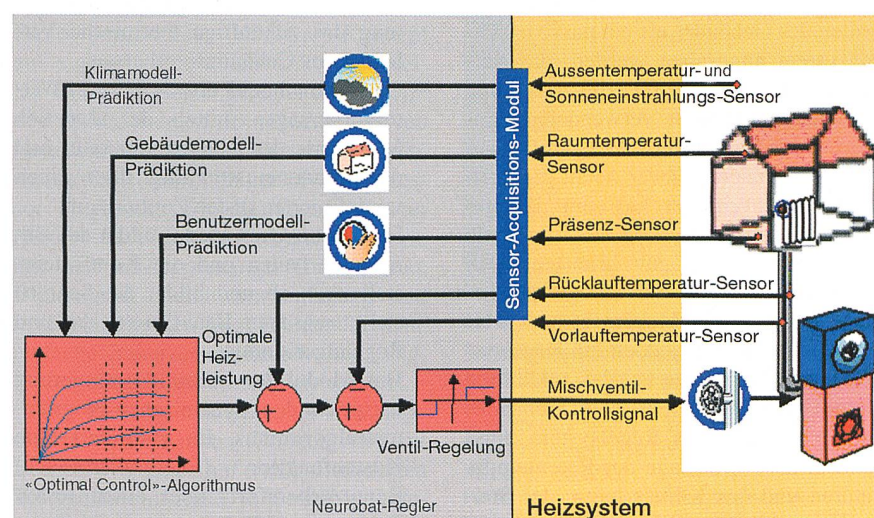 Klimamodell-
Prädiktion
Aussentemperatur- und
Sonneneinstrahlungs-Sensor
Gebäudemodell-
Prädiktion
Raumtemperatur-
Sensor
Benutzermodell-
Prädiktion
Präsenz-Sensor
Sensor-Acquisitions-Modul
Rücklauftemperatur-Sensor
Vorlauftemperatur-Sensor
Optimale
Heiz-
leistung
−
+
−
+
Mischventil-
Kontrollsignal
Ventil-Regelung
«Optimal Control»-Algorithmus
Neurobat-Regler
Heizsystem